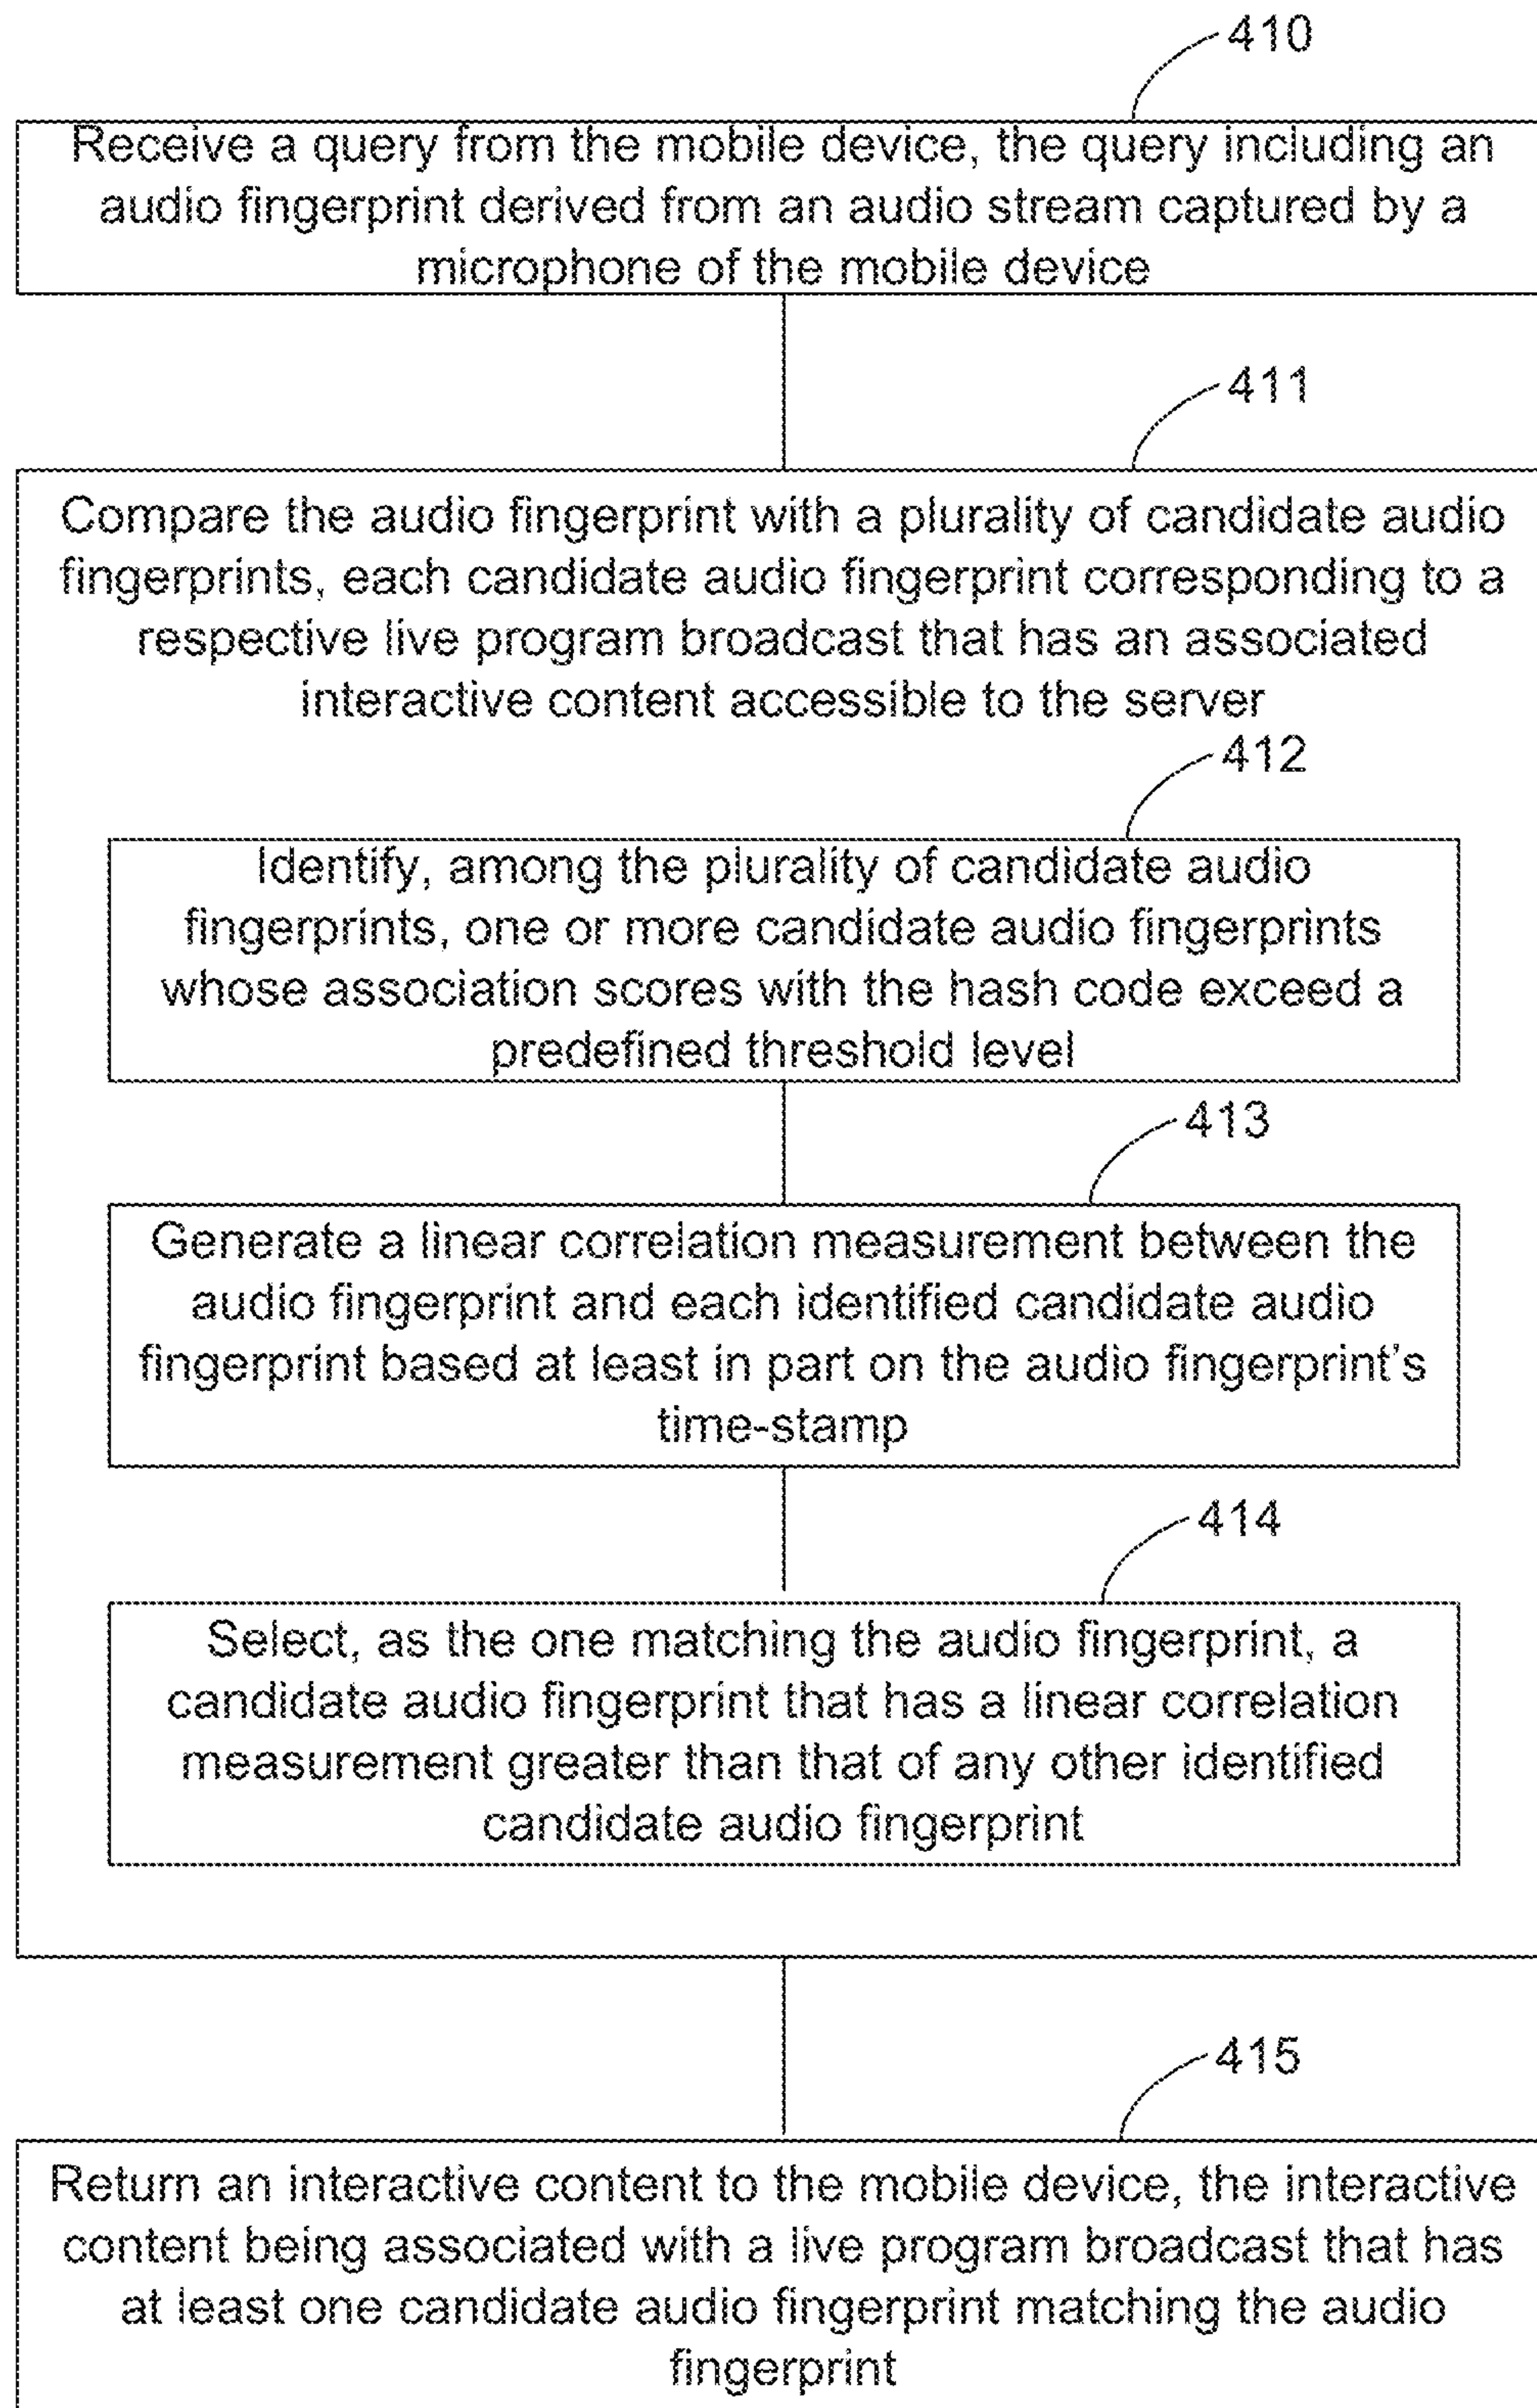 410
Receive a query from the mobile device, the query including an
audio fingerprint derived from an audio stream captured by a
microphone of the mobile device
411
Compare the audio fingerprint with a plurality of candidate audio
fingerprints, each candidate audio fingerprint corresponding to a
respective live program broadcast that has an associated
interactive content accessible to the server
412
Identify, among the plurality of candidate audio
fingerprints, one or more candidate audio fingerprints
whose association scores with the hash code exceed a
predefined threshold level
413
Generate a linear correlation measurement between the
audio fingerprint and each identified candidate audio
fingerprint based at least in part on the audio fingerprint's
time-stamp
414
Select, as the one matching the audio fingerprint, a
candidate audio fingerprint that has a linear correlation
measurement greater than that of any other identified
candidate audio fingerprint
415
Return an interactive content to the mobile device, the interactive
content being associated with a live program broadcast that has
at least one candidate audio fingerprint matching the audio
fingerprint